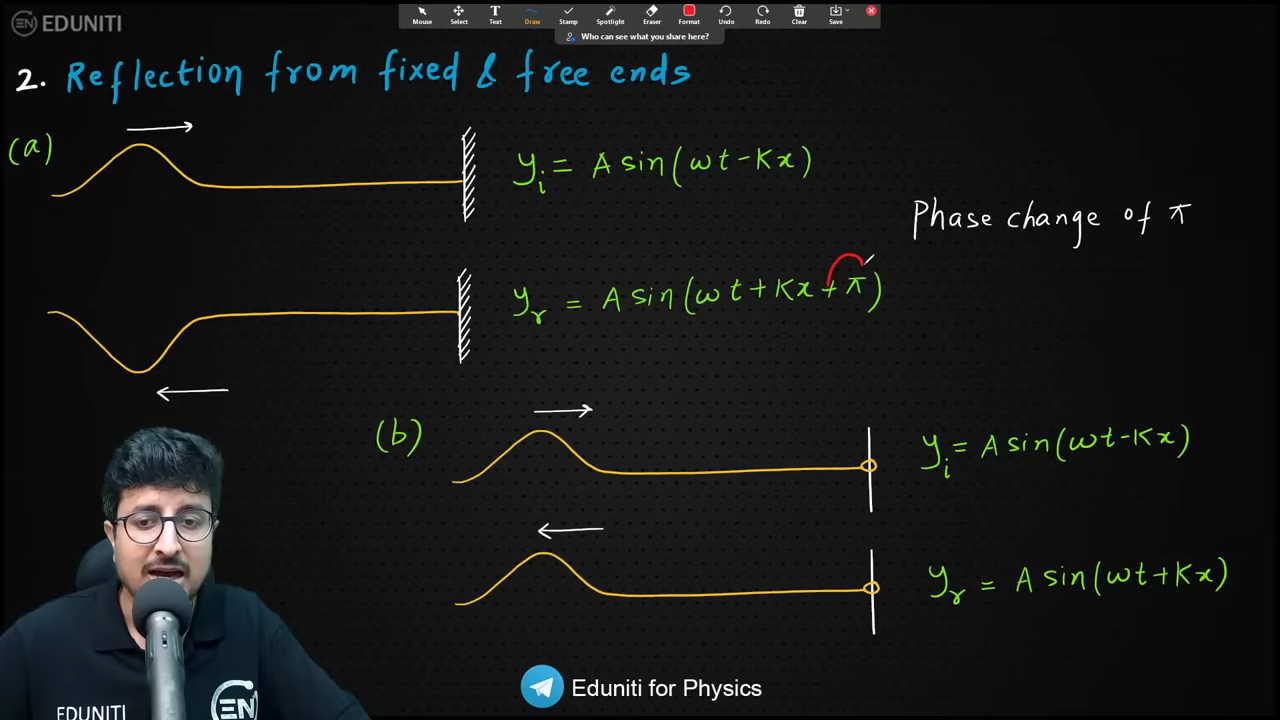 EN EDUNITI
Mouse Select Text Draw Stamp Spotlight Eraser Format Undo Redo Clear Save
Who can see what you share here?
2. Reflection from fixed & free ends
(a)
yᵢ = A sin(ωt-Kx)
Phase change of π
yᵣ = A sin(ωt+Kx+π)
(b)
yᵢ = A sin(ωt-Kx)
yᵣ = A sin(ωt+Kx)
Eduniti for Physics
EDUNITI
EN